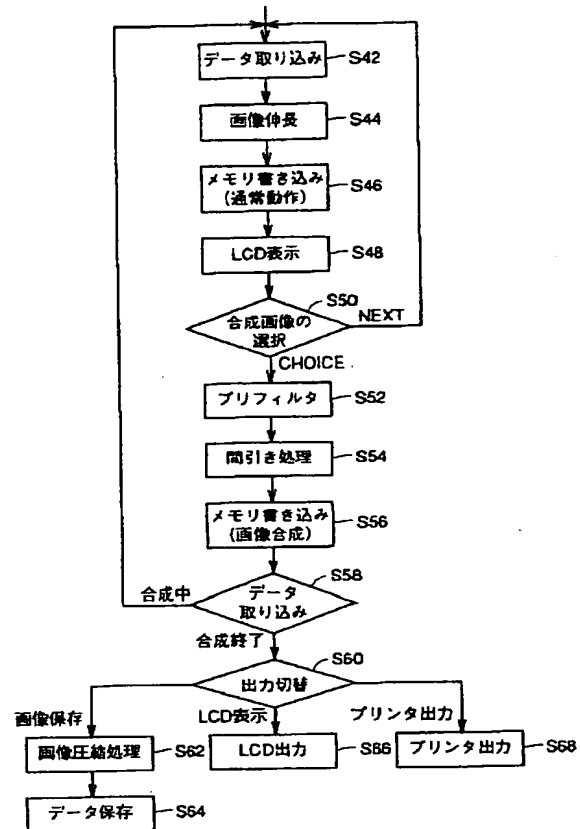 データ取り込み S42
画像伸長 S44
メモリ書き込み
(通常動作) S46
LCD表示 S48
S50
合成画像の
選択
NEXT
CHOICE
プリフィルタ S52
間引き処理 S54
メモリ書き込み
(画像合成) S56
S58
データ
取り込み
合成中
合成終了
S60
出力切替
画像保存
LCD表示
プリンタ出力
画像圧縮処理 S62
LCD出力 S66
プリンタ出力 S68
データ保存 S64